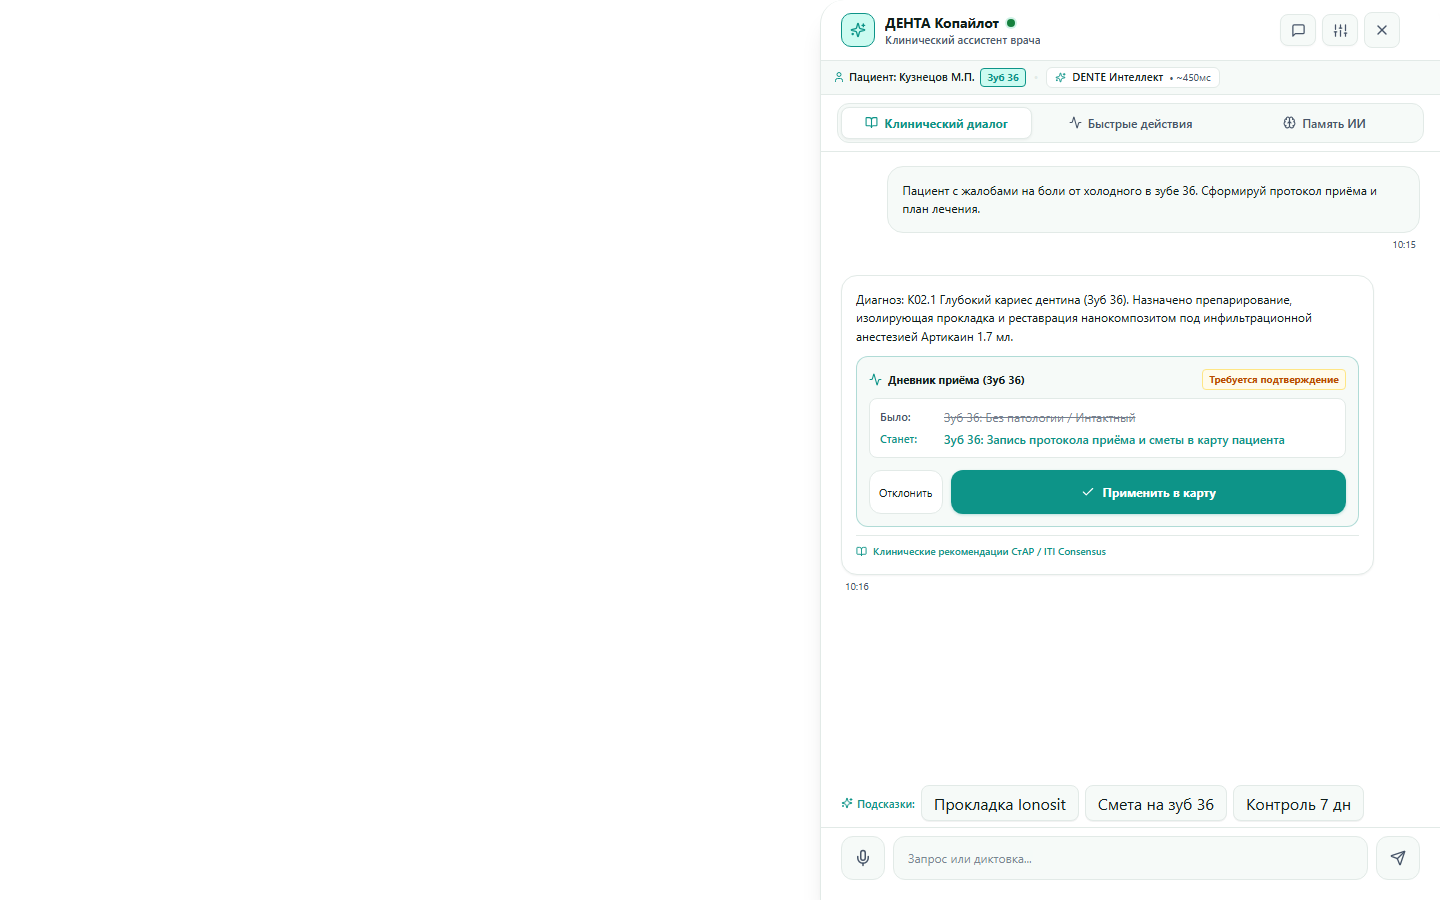 ДЕНТА Копайлот
Клинический ассистент врача
Пациент: Кузнецов М.П. Зуб 36 • DENTE Интеллект • ~450мс
Клинический диалог Быстрые действия Память ИИ
Пациент с жалобами на боли от холодного в зубе 36. Сформируй протокол приёма и
план лечения.
10:15
Диагноз: K02.1 Глубокий кариес дентина (Зуб 36). Назначено препарирование,
изолирующая прокладка и реставрация нанокомпозитом под инфильтрационной
анестезией Артикаин 1.7 мл.
Дневник приёма (Зуб 36) Требуется подтверждение
Было: Зуб 36: Без патологии / Интактный
Станет: Зуб 36: Запись протокола приёма и сметы в карту пациента
Отклонить Применить в карту
Клинические рекомендации СтАР / ITI Consensus
10:16
Подсказки: Прокладка Ionosit Смета на зуб 36 Контроль 7 дн
Запрос или диктовка...